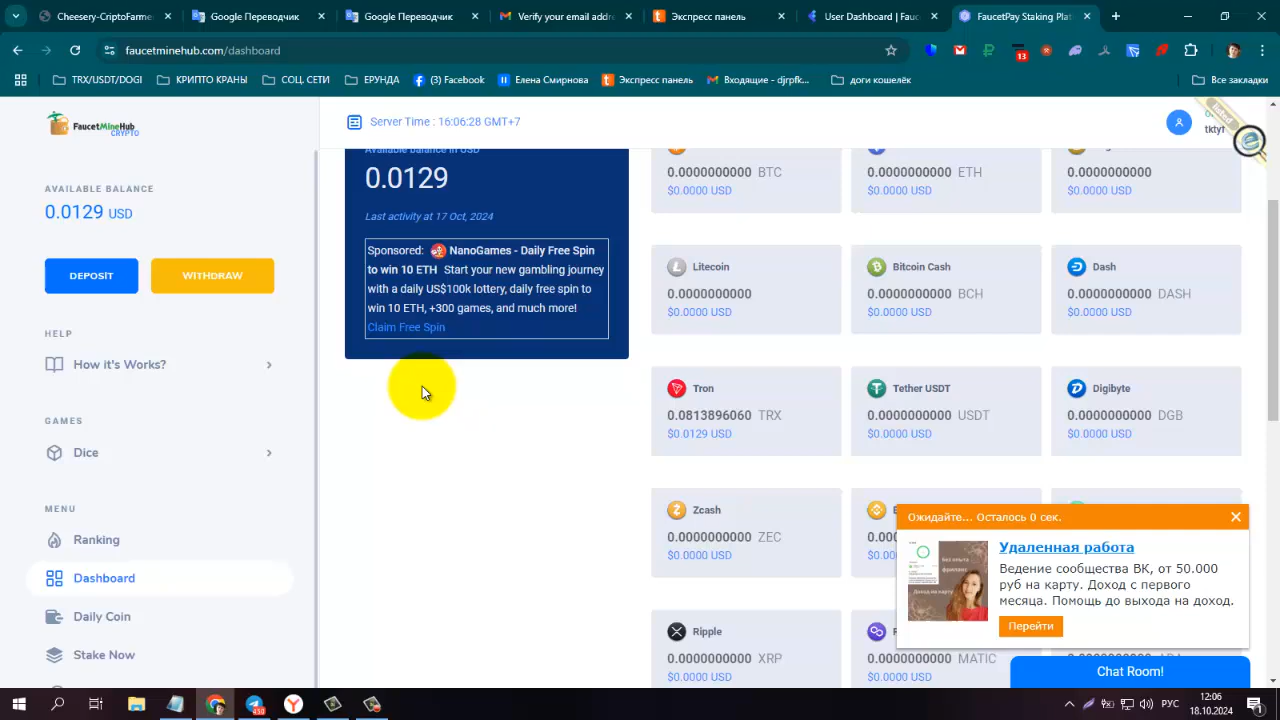 Cheesery-CriptoFarme
Google Переводчик
Google Переводчик
Verify your email addre
Экспресс панель
User Dashboard | Fauc
FaucetPay Staking Plat
faucetminehub.com/dashboard
13
TRX/USDT/DOGI
КРИПТО КРАНЫ
СОЦ. СЕТИ
ЕРУНДА
(3) Facebook
Елена Смирнова
Экспресс панель
Входящие - djrpfk...
доги кошелёк
Все закладки
FaucetMineHub
CRYPTO
Server Time : 16:06:28 GMT+7
tktyf
AVAILABLE BALANCE
0.0129 USD
DEPOSIT
WITHDRAW
HELP
How it's Works?
GAMES
Dice
MENU
Ranking
Dashboard
Daily Coin
Stake Now
Available balance in USD
0.0129
Last activity at 17 Oct, 2024
Sponsored: NanoGames - Daily Free Spin
to win 10 ETH Start your new gambling journey
with a daily US$100k lottery, daily free spin to
win 10 ETH, +300 games, and much more!
Claim Free Spin
0.0000000000 BTC
$0.0000 USD
0.0000000000 ETH
$0.0000 USD
0.0000000000
$0.0000 USD
Litecoin
0.0000000000
$0.0000 USD
Bitcoin Cash
0.0000000000 BCH
$0.0000 USD
Dash
0.0000000000 DASH
$0.0000 USD
Tron
0.0813896060 TRX
$0.0129 USD
Tether USDT
0.0000000000 USDT
$0.0000 USD
Digibyte
0.0000000000 DGB
$0.0000 USD
Zcash
0.0000000000 ZEC
$0.0000 USD
Ripple
0.0000000000 XRP
$0.0000 USD
MATIC
$0.0000 USD
$0.0000 USD
Ожидайте... Осталось 0 сек.
Удаленная работа
Ведение сообщества ВК, от 50.000
руб на карту. Доход с первого
месяца. Помощь до выхода на доход.
Перейти
Chat Room!
450
РУС
12:06
18.10.2024